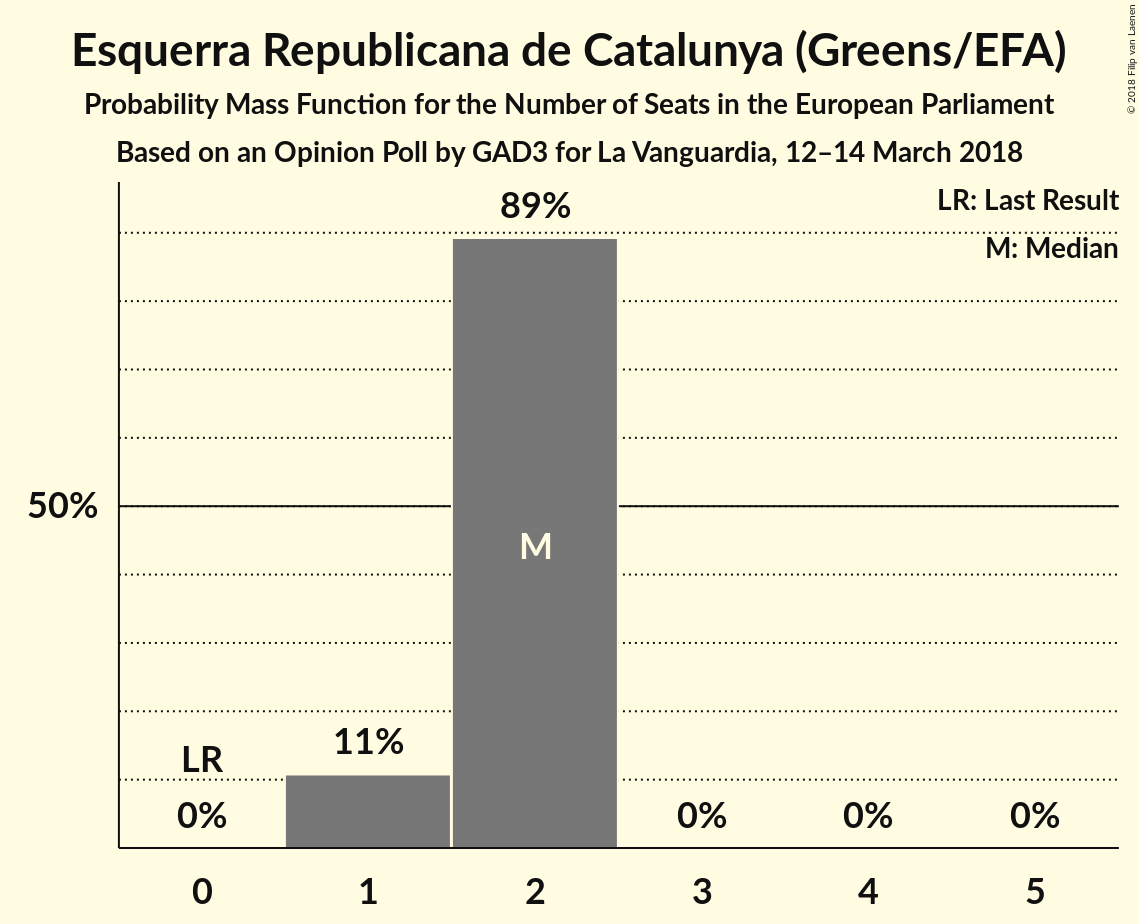 Esquerra Republicana de Catalunya (Greens/EFA)
Probability Mass Function for the Number of Seats in the European Parliament
Based on an Opinion Poll by GAD3 for La Vanguardia, 12–14 March 2018
© 2018 Filip van Laenen
LR: Last Result
M: Median
89%
50%
M
11%
LR
0%
0%
0%
0%
0 1 2 3 4 5